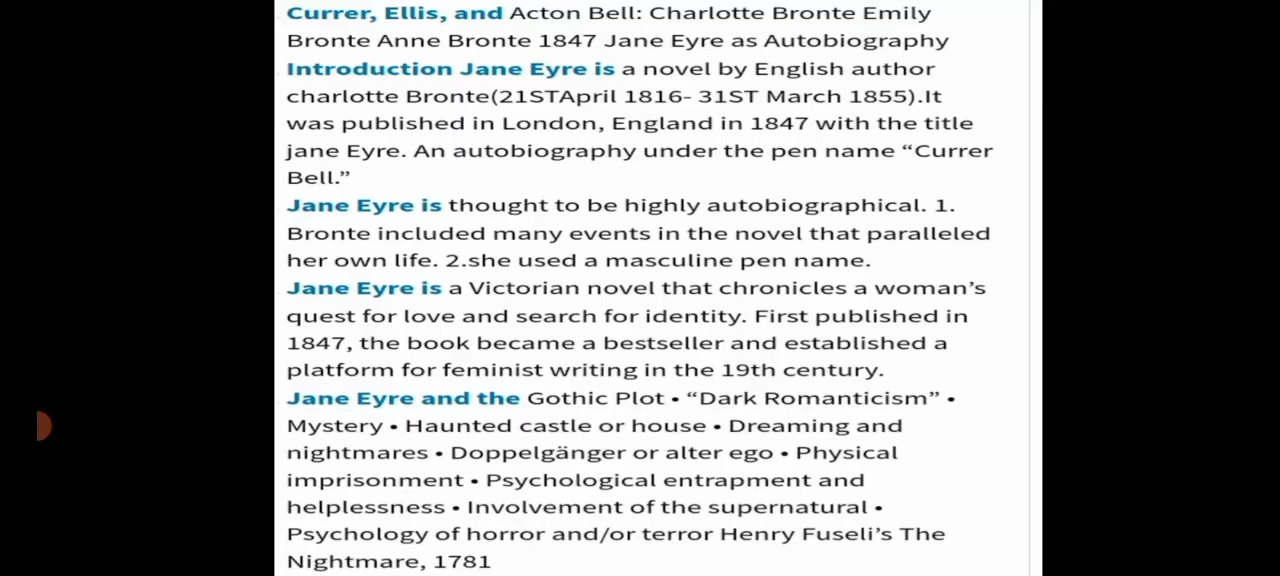 Currer, Ellis, and Acton Bell: Charlotte Bronte Emily
Bronte Anne Bronte 1847 Jane Eyre as Autobiography
Introduction Jane Eyre is a novel by English author
charlotte Bronte(21STApril 1816- 31ST March 1855).It
was published in London, England in 1847 with the title
jane Eyre. An autobiography under the pen name “Currer
Bell.”
Jane Eyre is thought to be highly autobiographical. 1.
Bronte included many events in the novel that paralleled
her own life. 2.she used a masculine pen name.
Jane Eyre is a Victorian novel that chronicles a woman’s
quest for love and search for identity. First published in
1847, the book became a bestseller and established a
platform for feminist writing in the 19th century.
Jane Eyre and the Gothic Plot • “Dark Romanticism” •
Mystery • Haunted castle or house • Dreaming and
nightmares • Doppelgänger or alter ego • Physical
imprisonment • Psychological entrapment and
helplessness • Involvement of the supernatural •
Psychology of horror and/or terror Henry Fuseli’s The
Nightmare, 1781